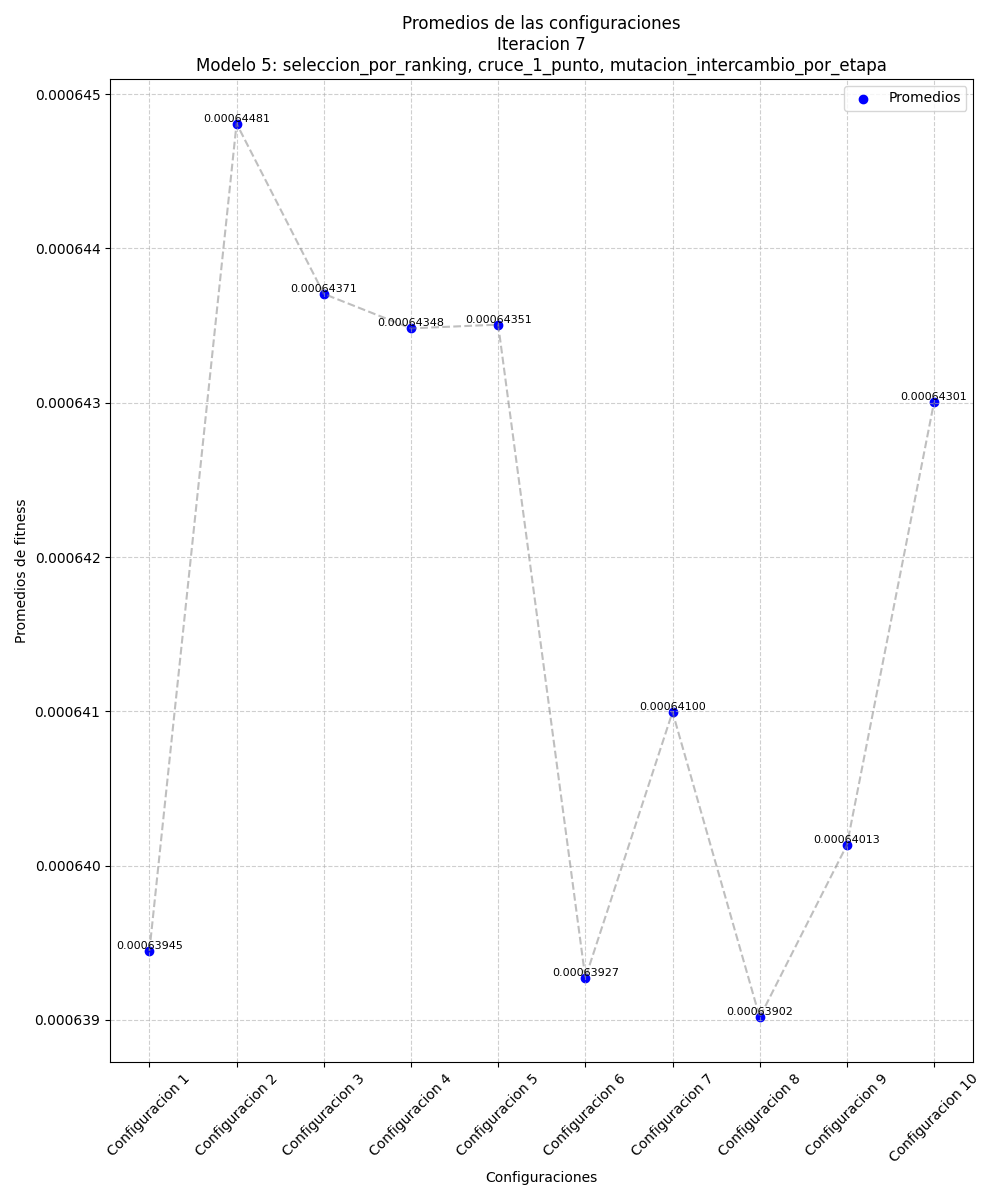 Promedios de las configuraciones
Iteracion 7
Modelo 5: seleccion_por_ranking, cruce_1_punto, mutacion_intercambio_por_etapa
Promedios
0.000645
0.000644
0.000643
0.000642
0.000641
0.000640
0.000639
Promedios de fitness
0.00063945
0.00064481
0.00064371
0.00064348
0.00064351
0.00063927
0.00064100
0.00063902
0.00064013
0.00064301
Configuracion 1
Configuracion 2
Configuracion 3
Configuracion 4
Configuracion 5
Configuracion 6
Configuracion 7
Configuracion 8
Configuracion 9
Configuracion 10
Configuraciones